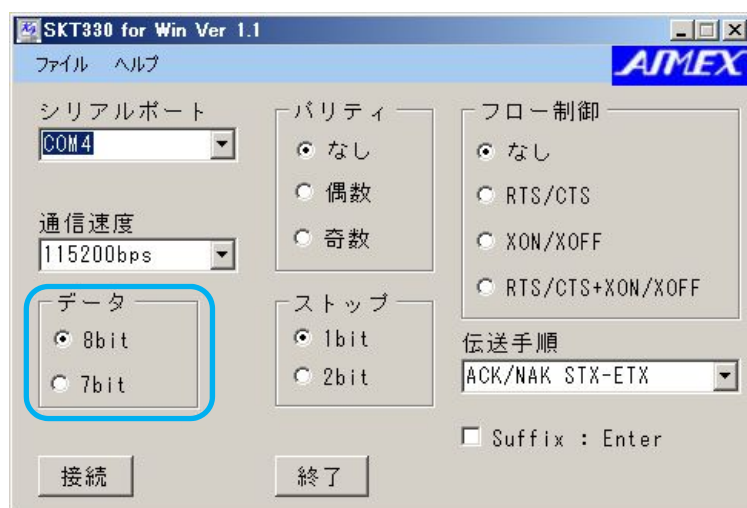 SKT330 for Win Ver 1.1
ファイル ヘルプ
AIMEX
シリアルポート
COM4
通信速度
115200bps
データ
8bit
7bit
パリティ
なし
偶数
奇数
ストップ
1bit
2bit
フロー制御
なし
RTS/CTS
XON/XOFF
RTS/CTS+XON/XOFF
伝送手順
ACK/NAK STX-ETX
Suffix : Enter
接続
終了